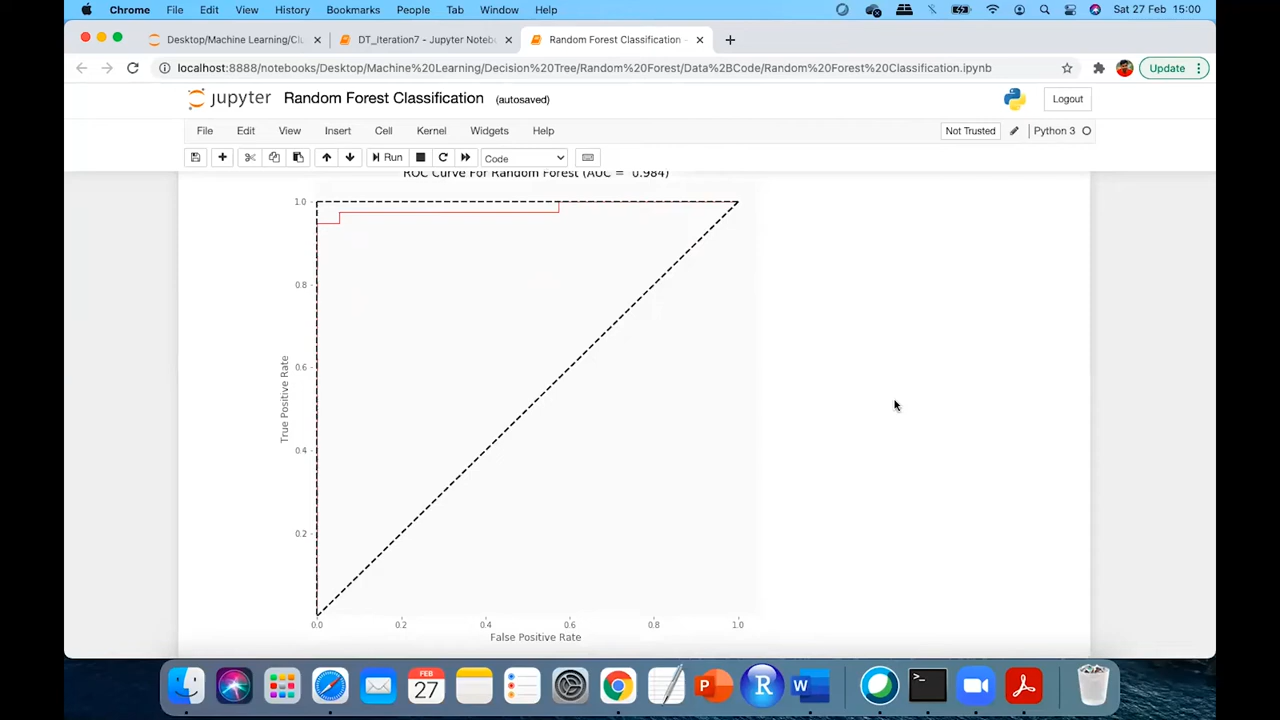 Chrome File Edit View History Bookmarks People Tab Window Help Sat 27 Feb 15:00
Desktop/Machine Learning/Clu DT_Iteration7 - Jupyter Notebo Random Forest Classification -
localhost:8888/notebooks/Desktop/Machine%20Learning/Decision%20Tree/Random%20Forest/Data%2BCode/Random%20Forest%20Classification.ipynb Update
jupyter Random Forest Classification (autosaved) Logout
File Edit View Insert Cell Kernel Widgets Help Not Trusted Python 3
Run Code
ROC Curve For Random Forest (AUC = 0.984)
1.0
0.8
0.6
True Positive Rate
0.4
0.2
0.0 0.2 0.4 0.6 0.8 1.0
False Positive Rate
FEB
27
P R W